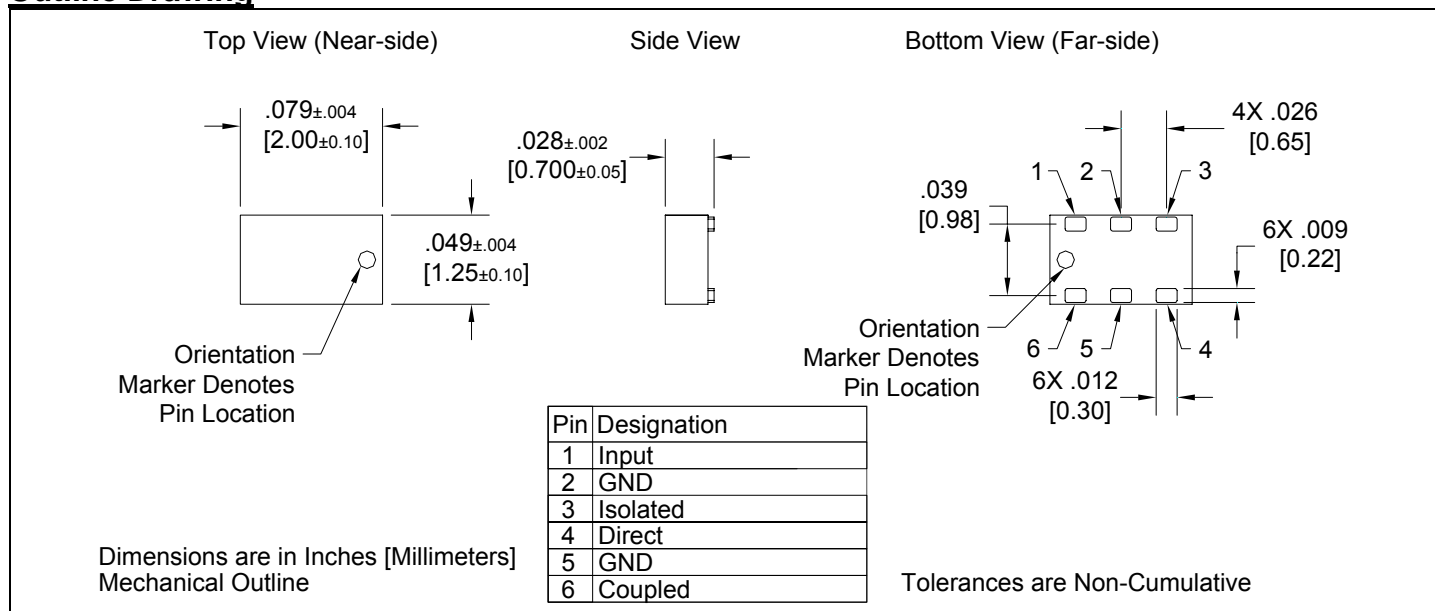 Outline Drawing
Top View (Near-side)
Side View
Bottom View (Far-side)
.079±.004
[2.00±0.10]
.049±.004
[1.25±0.10]
Orientation
Marker Denotes
Pin Location
.028±.002
[0.700±0.05]
4X .026
[0.65]
1
2
3
.039
[0.98]
6X .009
[0.22]
Orientation
Marker Denotes
Pin Location
6
5
4
6X .012
[0.30]
Pin Designation
1 Input
2 GND
3 Isolated
4 Direct
5 GND
6 Coupled
Dimensions are in Inches [Millimeters]
Mechanical Outline
Tolerances are Non-Cumulative